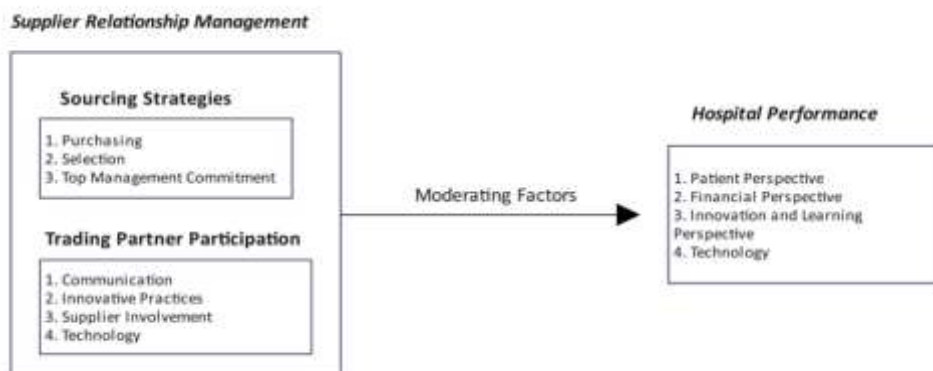 Supplier Relationship Management
Sourcing Strategies
1. Purchasing
2. Selection
3. Top Management Commitment
Trading Partner Participation
1. Communication
2. Innovative Practices
3. Supplier Involvement
4. Technology
Moderating Factors
Hospital Performance
1. Patient Perspective
2. Financial Perspective
3. Innovation and Learning
Perspective
4. Technology